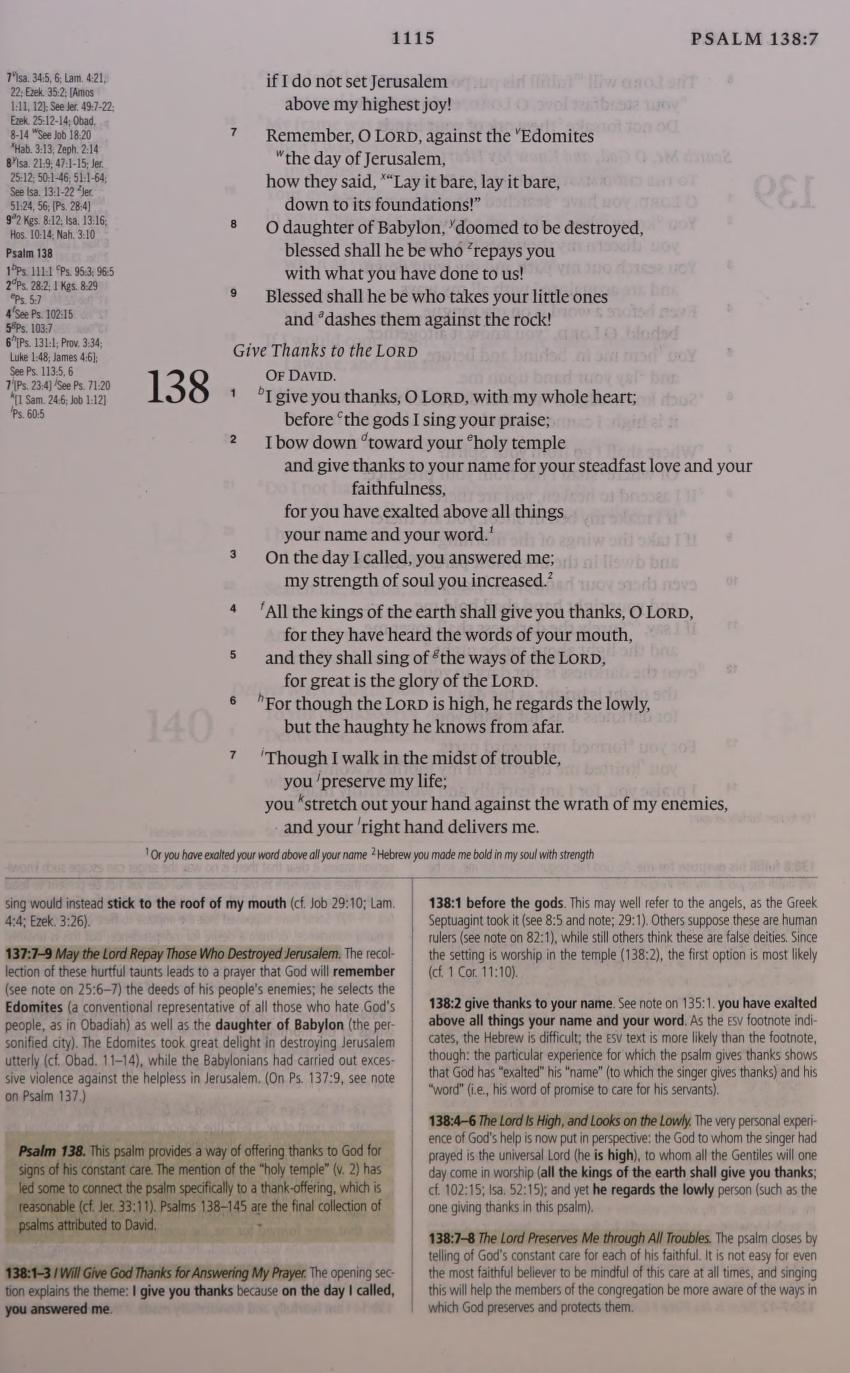 1115
PSALM 138:7
7ᵛIsa. 34:5, 6; Lam. 4:21,
22; Ezek. 35:2; [Amos
1:11, 12]; See Jer. 49:7-22;
Ezek. 25:12-14; Obad.
8-14 ʷSee Job 18:20
ˣHab. 3:13; Zeph. 2:14
8ʸIsa. 21:9; 47:1-15; Jer.
25:12; 50:1-46; 51:1-64;
See Isa. 13:1-22 ᶻJer.
51:24, 56; [Ps. 28:4]
9ᵃ2 Kgs. 8:12; Isa. 13:16;
Hos. 10:14; Nah. 3:10
Psalm 138
1ᵇPs. 111:1 ᶜPs. 95:3; 96:5
2ᵈPs. 28:2; 1 Kgs. 8:29
ᵉPs. 5:7
4ᶠSee Ps. 102:15
5ᵍPs. 103:7
6ʰ[Ps. 131:1; Prov. 3:34;
Luke 1:48; James 4:6];
See Ps. 113:5, 6
7ⁱ[Ps. 23:4] ʲSee Ps. 71:20
ᵏ[1 Sam. 24:6; Job 1:12]
ˡPs. 60:5
if I do not set Jerusalem
above my highest joy!
7 Remember, O LORD, against the ᵛEdomites
ʷthe day of Jerusalem,
how they said, ˣ“Lay it bare, lay it bare,
down to its foundations!”
8 O daughter of Babylon, ʸdoomed to be destroyed,
blessed shall he be who ᶻrepays you
with what you have done to us!
9 Blessed shall he be who takes your little ones
and ᵃdashes them against the rock!
Give Thanks to the LORD
OF DAVID.
138 1 ᵇI give you thanks, O LORD, with my whole heart;
before ᶜthe gods I sing your praise;
2 I bow down ᵈtoward your ᵉholy temple
and give thanks to your name for your steadfast love and your
faithfulness,
for you have exalted above all things
your name and your word.¹
3 On the day I called, you answered me;
my strength of soul you increased.²
4 ᶠAll the kings of the earth shall give you thanks, O LORD,
for they have heard the words of your mouth,
5 and they shall sing of ᵍthe ways of the LORD,
for great is the glory of the LORD.
6 ʰFor though the LORD is high, he regards the lowly,
but the haughty he knows from afar.
7 ⁱThough I walk in the midst of trouble,
you ʲpreserve my life;
you ᵏstretch out your hand against the wrath of my enemies,
and your ˡright hand delivers me.
¹ Or you have exalted your word above all your name ² Hebrew you made me bold in my soul with strength
sing would instead stick to the roof of my mouth (cf. Job 29:10; Lam.
4:4; Ezek. 3:26).
137:7–9 May the Lord Repay Those Who Destroyed Jerusalem. The recol-
lection of these hurtful taunts leads to a prayer that God will remember
(see note on 25:6–7) the deeds of his people's enemies; he selects the
Edomites (a conventional representative of all those who hate God's
people, as in Obadiah) as well as the daughter of Babylon (the per-
sonified city). The Edomites took great delight in destroying Jerusalem
utterly (cf. Obad. 11–14), while the Babylonians had carried out exces-
sive violence against the helpless in Jerusalem. (On Ps. 137:9, see note
on Psalm 137.)
Psalm 138. This psalm provides a way of offering thanks to God for
signs of his constant care. The mention of the "holy temple" (v. 2) has
led some to connect the psalm specifically to a thank-offering, which is
reasonable (cf. Jer. 33:11). Psalms 138–145 are the final collection of
psalms attributed to David.
138:1–3 I Will Give God Thanks for Answering My Prayer. The opening sec-
tion explains the theme: I give you thanks because on the day I called,
you answered me.
138:1 before the gods. This may well refer to the angels, as the Greek
Septuagint took it (see 8:5 and note; 29:1). Others suppose these are human
rulers (see note on 82:1), while still others think these are false deities. Since
the setting is worship in the temple (138:2), the first option is most likely
(cf. 1 Cor. 11:10).
138:2 give thanks to your name. See note on 135:1. you have exalted
above all things your name and your word. As the ESV footnote indi-
cates, the Hebrew is difficult; the ESV text is more likely than the footnote,
though: the particular experience for which the psalm gives thanks shows
that God has "exalted" his "name" (to which the singer gives thanks) and his
"word" (i.e., his word of promise to care for his servants).
138:4–6 The Lord Is High, and Looks on the Lowly. The very personal experi-
ence of God's help is now put in perspective: the God to whom the singer had
prayed is the universal Lord (he is high), to whom all the Gentiles will one
day come in worship (all the kings of the earth shall give you thanks;
cf. 102:15; Isa. 52:15); and yet he regards the lowly person (such as the
one giving thanks in this psalm).
138:7–8 The Lord Preserves Me through All Troubles. The psalm closes by
telling of God's constant care for each of his faithful. It is not easy for even
the most faithful believer to be mindful of this care at all times, and singing
this will help the members of the congregation be more aware of the ways in
which God preserves and protects them.